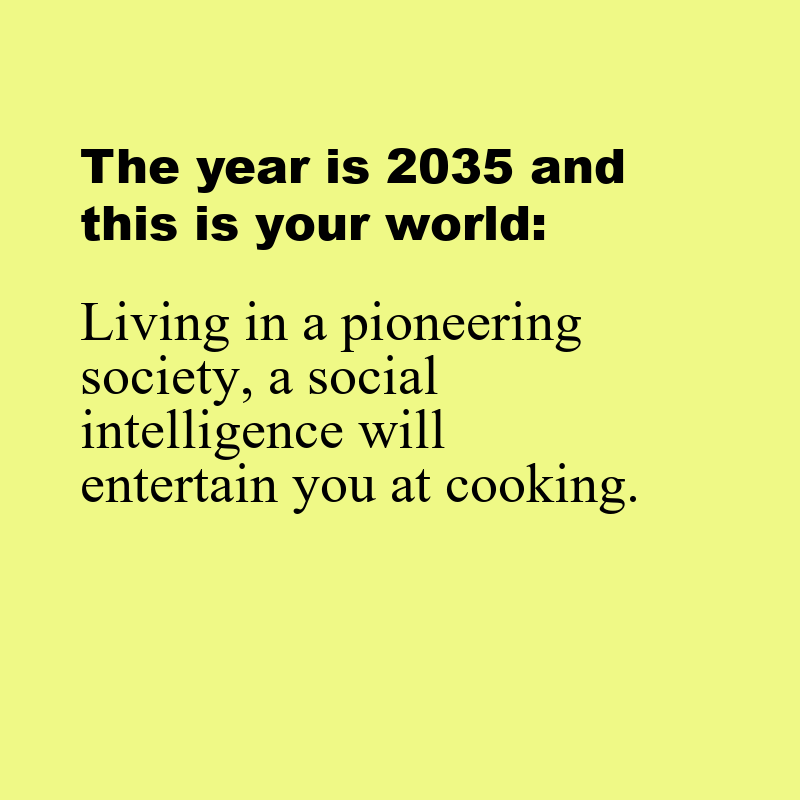 The year is 2035 and
this is your world:
Living in a pioneering
society, a social
intelligence will
entertain you at cooking.